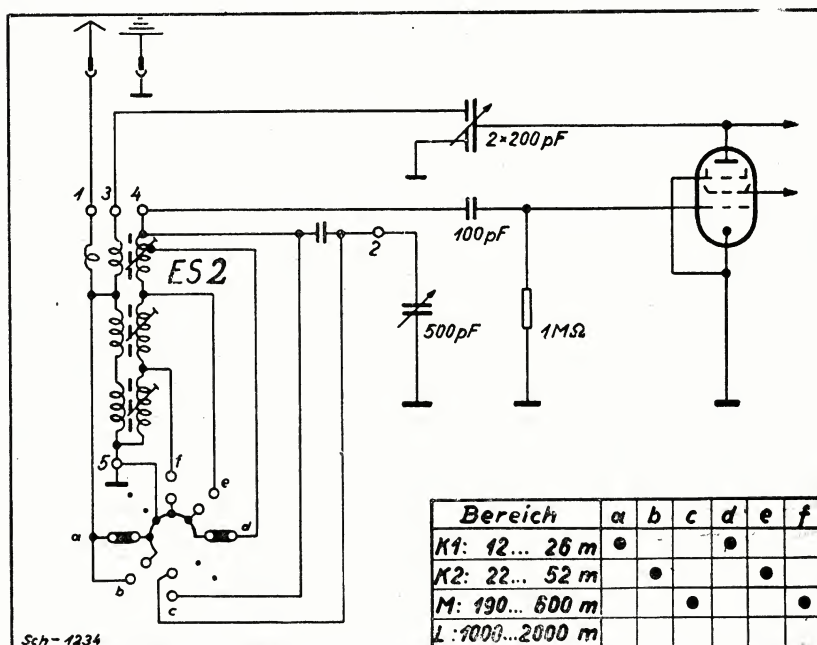 2×200pF
1 3 4
100pF
2
ES2
500pF
1MΩ
5
f
e
a
d
b
c
Bereich a b c d e f
K1: 12... 26 m ● ●
K2: 22... 52 m ● ●
M: 190... 600 m ● ●
L: 1000...2000 m
Sch-1234